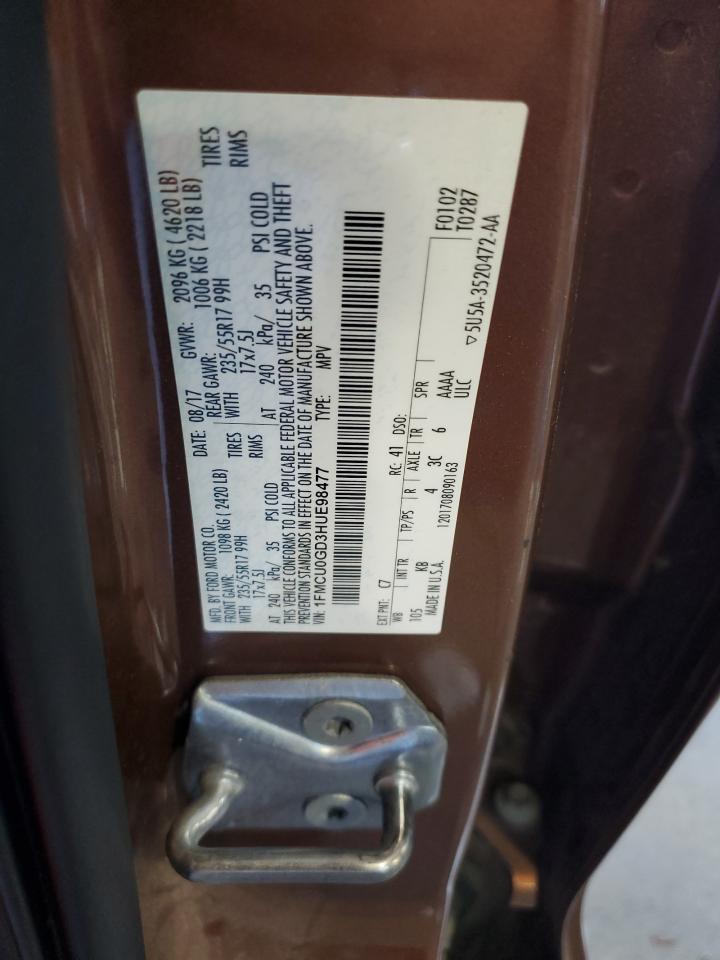 MFD. BY FORD MOTOR CO. DATE: 08/17 GVWR: 2096 KG ( 4620 LB)
FRONT GAWR: 1098 KG ( 2420 LB) REAR GAWR: 1006 KG ( 2218 LB)
WITH 235/55R17 99H TIRES WITH 235/55R17 99H TIRES
17x7.5J RIMS 17x7.5J RIMS
AT 240 kPa/ 35 PSI COLD AT 240 kPa/ 35 PSI COLD
THIS VEHICLE CONFORMS TO ALL APPLICABLE FEDERAL MOTOR VEHICLE SAFETY AND THEFT
PREVENTION STANDARDS IN EFFECT ON THE DATE OF MANUFACTURE SHOWN ABOVE.
VIN: 1FMCU0GD3HUE98477 TYPE: MPV
EXT PNT: C7 RC: 41 DSO: F0102
WB INT TR TP/PS R AXLE TR SPR T0287
105 KB 4 3C 6 AAAA
MADE IN U.S.A. 1201708090163 ULC ▽5U5A-3520472-AA